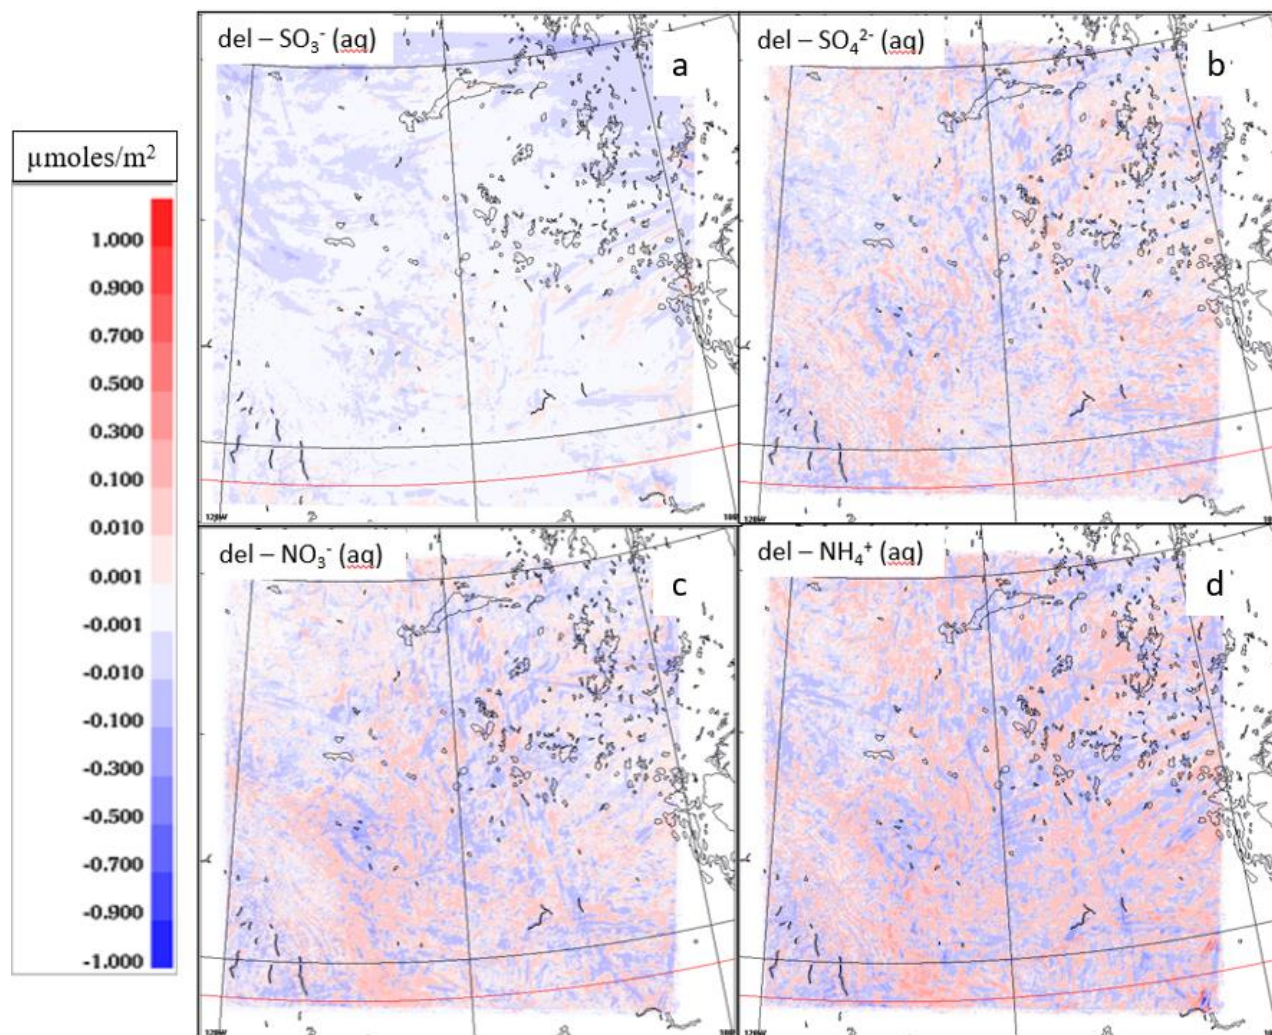 del – SO₃⁻ (aq)
a
del – SO₄²⁻ (aq)
b
µmoles/m²
1.000
0.900
0.700
0.500
0.300
0.100
0.010
0.001
-0.001
-0.010
-0.100
-0.300
-0.500
-0.700
-0.900
-1.000
120W
del – NO₃⁻ (aq)
c
del – NH₄⁺ (aq)
d
120W